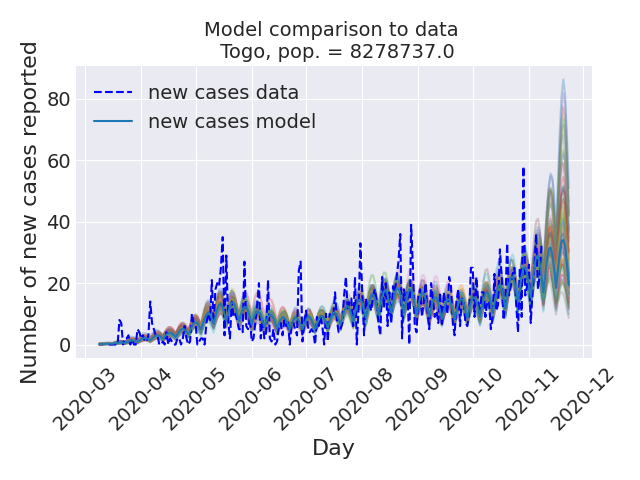 Model comparison to data
Togo, pop. = 8278737.0
Number of new cases reported
80
60
40
20
0
new cases data
new cases model
2020-03
2020-04
2020-05
2020-06
2020-07
2020-08
2020-09
2020-10
2020-11
2020-12
Day